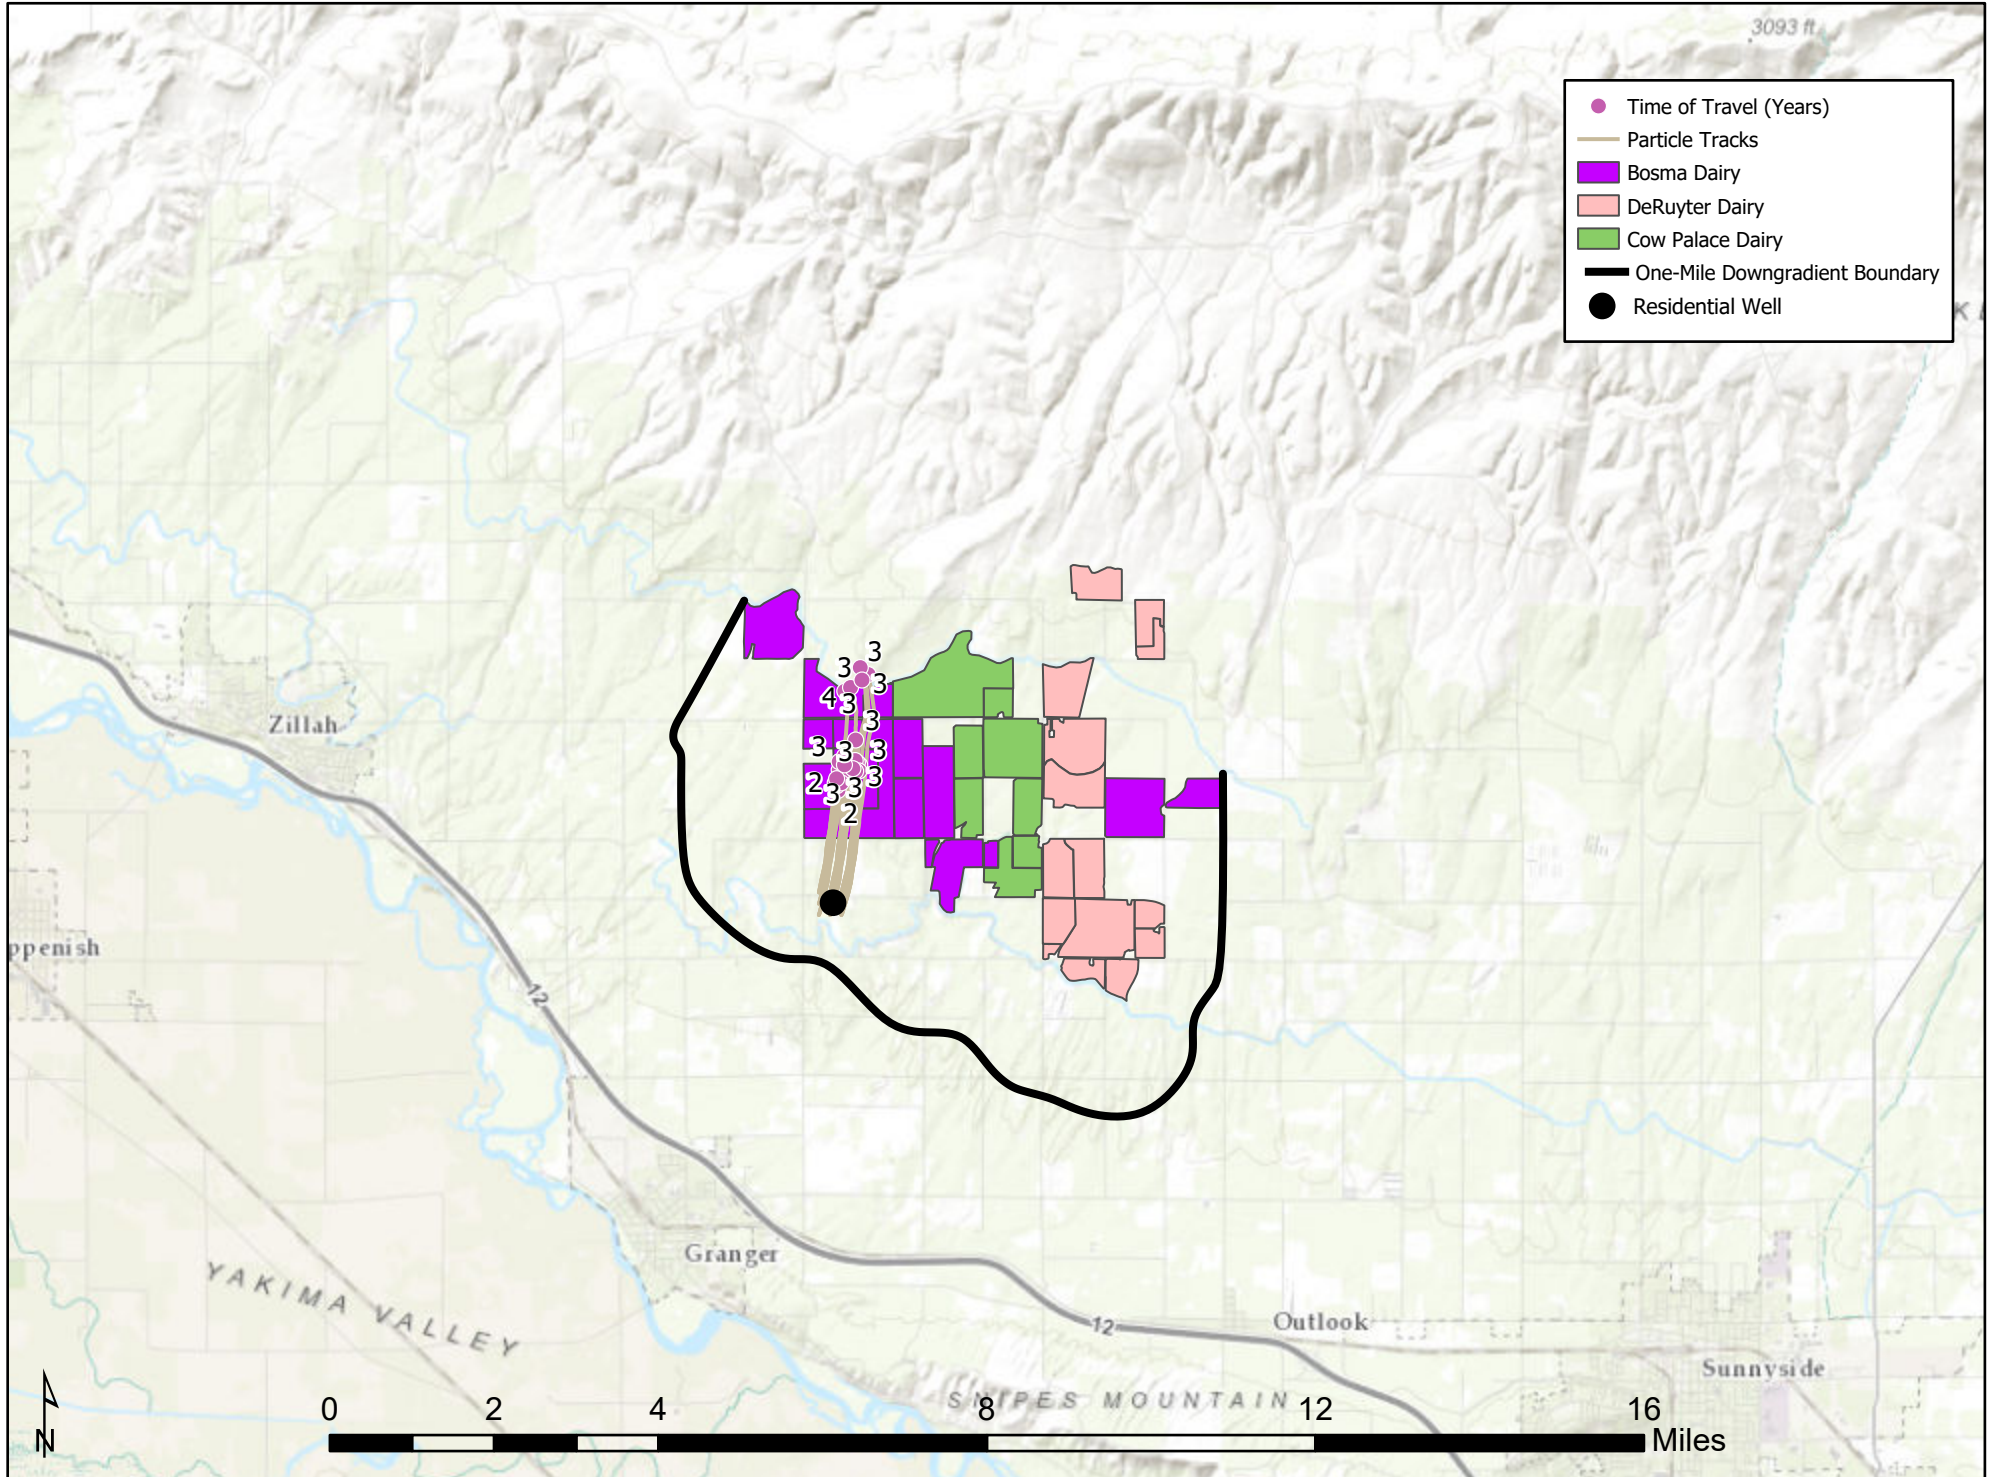 3093 ft
Time of Travel (Years)
Particle Tracks
Bosma Dairy
DeRuyter Dairy
Cow Palace Dairy
One-Mile Downgradient Boundary
Residential Well
K
3
3
3
4
3
3
3
3
3
2
3
3
3
2
Zillah
ppenish
12
Granger
YAKIMA VALLEY
12
Outlook
Sunnyside
SNIPES MOUNTAIN
0 2 4 8 12 16
Miles
N